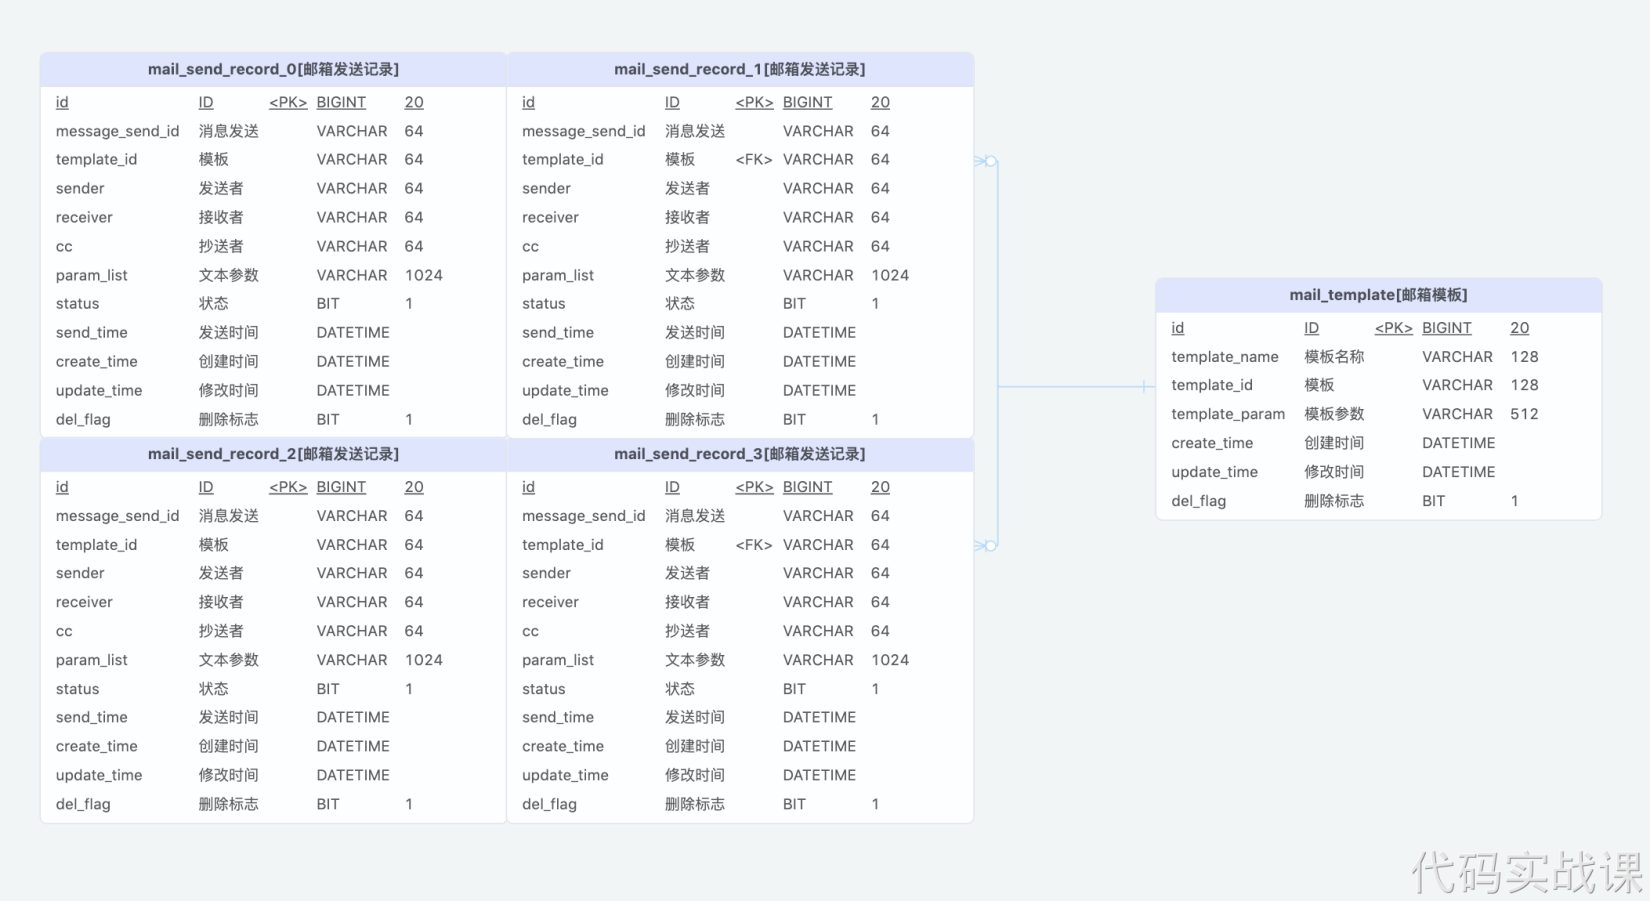 mail_send_record_0[邮箱发送记录]
id ID <PK> BIGINT 20
message_send_id 消息发送 VARCHAR 64
template_id 模板 VARCHAR 64
sender 发送者 VARCHAR 64
receiver 接收者 VARCHAR 64
cc 抄送者 VARCHAR 64
param_list 文本参数 VARCHAR 1024
status 状态 BIT 1
send_time 发送时间 DATETIME
create_time 创建时间 DATETIME
update_time 修改时间 DATETIME
del_flag 删除标志 BIT 1
mail_send_record_1[邮箱发送记录]
id ID <PK> BIGINT 20
message_send_id 消息发送 VARCHAR 64
template_id 模板 <FK> VARCHAR 64
sender 发送者 VARCHAR 64
receiver 接收者 VARCHAR 64
cc 抄送者 VARCHAR 64
param_list 文本参数 VARCHAR 1024
status 状态 BIT 1
send_time 发送时间 DATETIME
create_time 创建时间 DATETIME
update_time 修改时间 DATETIME
del_flag 删除标志 BIT 1
mail_send_record_2[邮箱发送记录]
id ID <PK> BIGINT 20
message_send_id 消息发送 VARCHAR 64
template_id 模板 VARCHAR 64
sender 发送者 VARCHAR 64
receiver 接收者 VARCHAR 64
cc 抄送者 VARCHAR 64
param_list 文本参数 VARCHAR 1024
status 状态 BIT 1
send_time 发送时间 DATETIME
create_time 创建时间 DATETIME
update_time 修改时间 DATETIME
del_flag 删除标志 BIT 1
mail_send_record_3[邮箱发送记录]
id ID <PK> BIGINT 20
message_send_id 消息发送 VARCHAR 64
template_id 模板 <FK> VARCHAR 64
sender 发送者 VARCHAR 64
receiver 接收者 VARCHAR 64
cc 抄送者 VARCHAR 64
param_list 文本参数 VARCHAR 1024
status 状态 BIT 1
send_time 发送时间 DATETIME
create_time 创建时间 DATETIME
update_time 修改时间 DATETIME
del_flag 删除标志 BIT 1
mail_template[邮箱模板]
id ID <PK> BIGINT 20
template_name 模板名称 VARCHAR 128
template_id 模板 VARCHAR 128
template_param 模板参数 VARCHAR 512
create_time 创建时间 DATETIME
update_time 修改时间 DATETIME
del_flag 删除标志 BIT 1
代码实战课